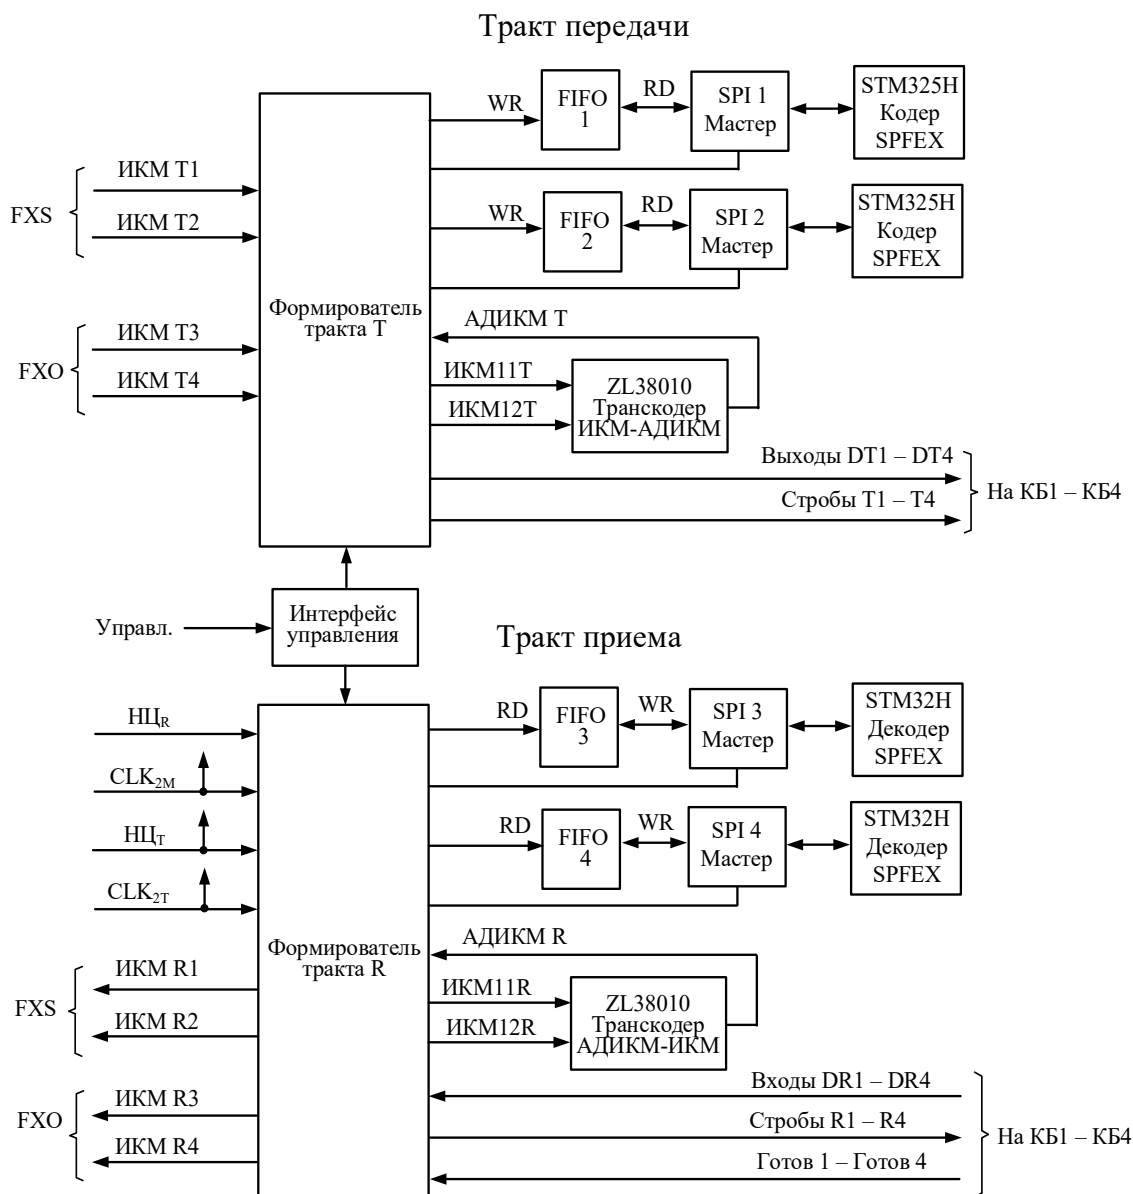 Тракт передачи
FIFO
1
SPI 1
Мастер
STM325H
Кодер
SPFEX
WR
RD
ИКМ T1
FXS
ИКМ T2
FIFO
2
SPI 2
Мастер
STM325H
Кодер
SPFEX
WR
RD
Формирователь
тракта T
ИКМ T3
FXO
ИКМ T4
АДИКМ T
ИКМ11T
ИКМ12T
ZL38010
Транскодер
ИКМ-АДИКМ
Выходы DT1 – DT4
Стробы T1 – T4
На КБ1 – КБ4
Управл.
Интерфейс
управления
Тракт приема
НЦR
CLK2M
НЦT
CLK2T
RD
FIFO
3
WR
SPI 3
Мастер
STM32H
Декодер
SPFEX
RD
FIFO
4
WR
SPI 4
Мастер
STM32H
Декодер
SPFEX
Формирователь
тракта R
ИКМ R1
FXS
ИКМ R2
ИКМ R3
FXO
ИКМ R4
АДИКМ R
ИКМ11R
ИКМ12R
ZL38010
Транскодер
АДИКМ-ИКМ
Входы DR1 – DR4
Стробы R1 – R4
Готов 1 – Готов 4
На КБ1 – КБ4